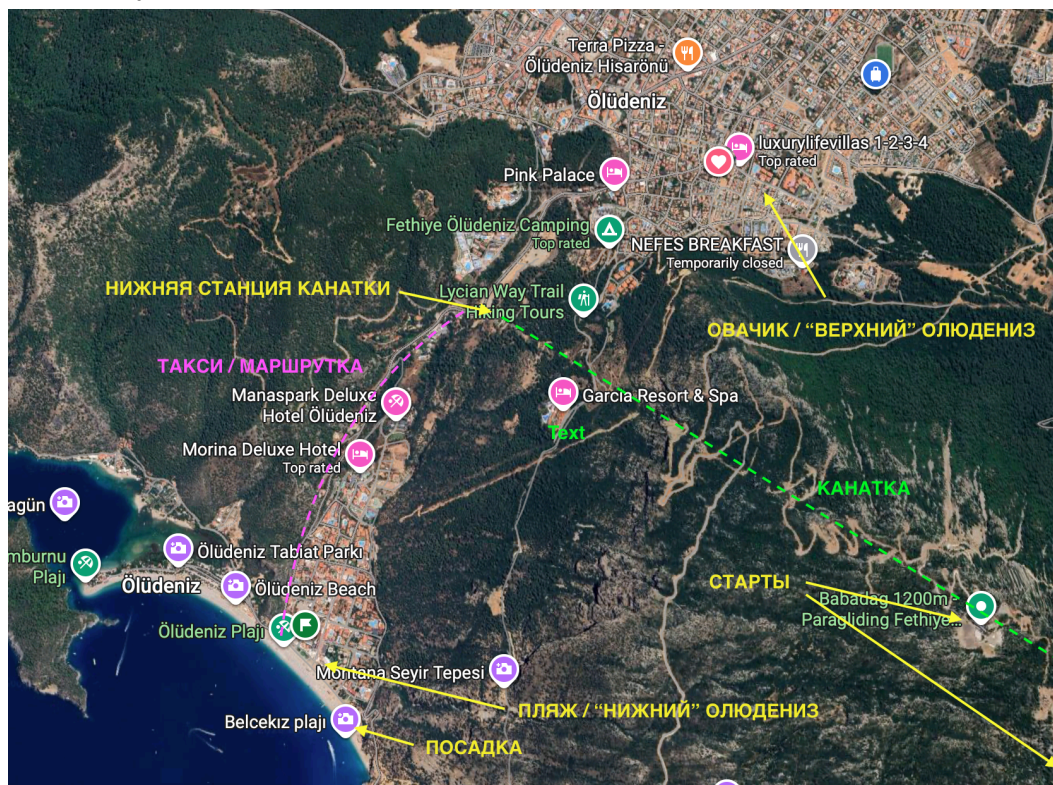 Terra Pizza -
Ölüdeniz Hisarönü
Ölüdeniz
luxurylifevillas 1-2-3-4
Top rated
Pink Palace
Fethiye Ölüdeniz Camping
Top rated
NEFES BREAKFAST
Temporarily closed
НИЖНЯЯ СТАНЦИЯ КАНАТКИ
Lycian Way Trail
Hiking Tours
ОВАЧИК / “ВЕРХНИЙ” ОЛЮДЕНИЗ
ТАКСИ / МАРШРУТКА
Manaspark Deluxe
Hotel Ölüdeniz
Garcia Resort & Spa
Text
Morina Deluxe Hotel
Top rated
КАНАТКА
agün
Ölüdeniz Tabiat Parkı
mburnu
Plajı
Ölüdeniz
Ölüdeniz Beach
СТАРТЫ
Babadag 1200m -
Paragliding Fethiye...
Ölüdeniz Plajı
Montana Seyir Tepesi
ПЛЯЖ / “НИЖНИЙ” ОЛЮДЕНИЗ
Belcekız plajı
ПОСАДКА